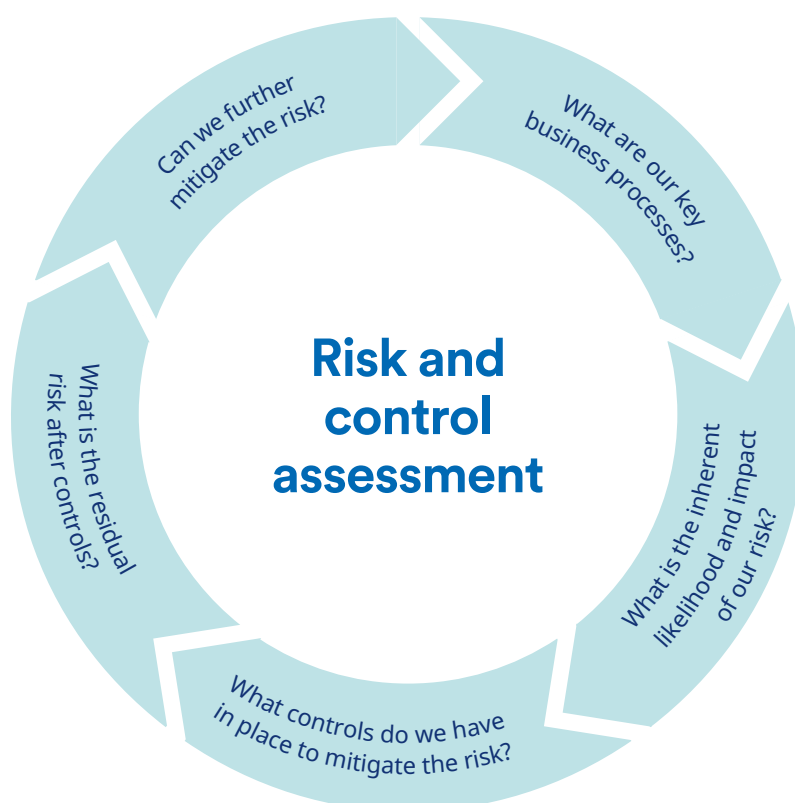 Risk and
control
assessment
What are our key
business processes?
What is the inherent
likelihood and impact
of our risk?
What controls do we have
in place to mitigate the risk?
What is the residual
risk after controls?
Can we further
mitigate the risk?